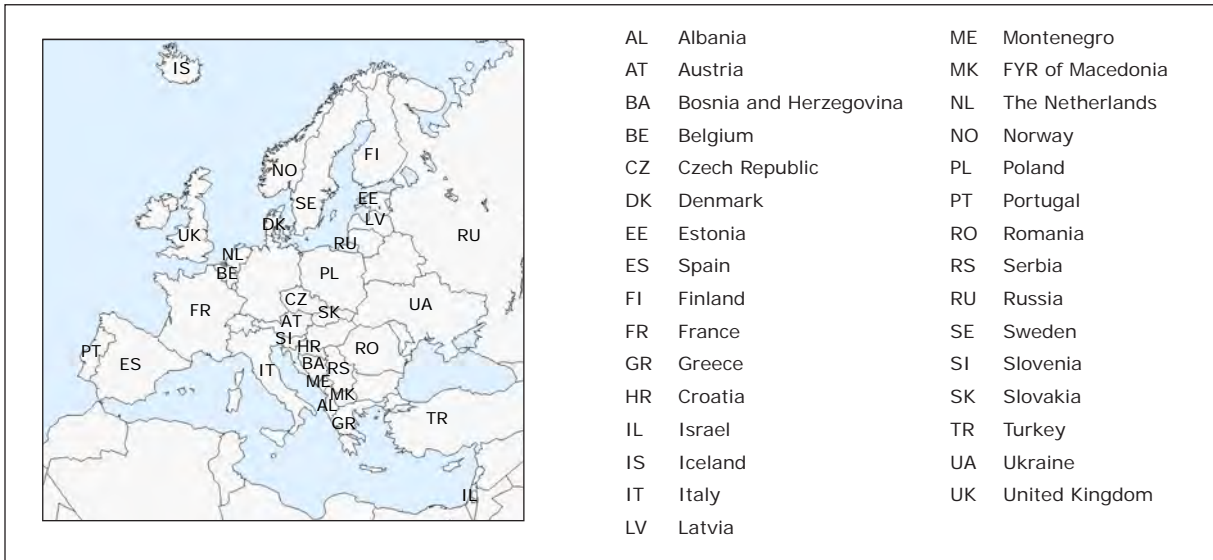 IS
FI
NO
SE
EE
LV
DK
RU
RU
UK
NL
BE
PL
CZ
SK
UA
FR
AT
SI
HR
RO
PT
ES
IT
BA
RS
ME
MK
AL
GR
TR
IL
AL Albania
AT Austria
BA Bosnia and Herzegovina
BE Belgium
CZ Czech Republic
DK Denmark
EE Estonia
ES Spain
FI Finland
FR France
GR Greece
HR Croatia
IL Israel
IS Iceland
IT Italy
LV Latvia
ME Montenegro
MK FYR of Macedonia
NL The Netherlands
NO Norway
PL Poland
PT Portugal
RO Romania
RS Serbia
RU Russia
SE Sweden
SI Slovenia
SK Slovakia
TR Turkey
UA Ukraine
UK United Kingdom